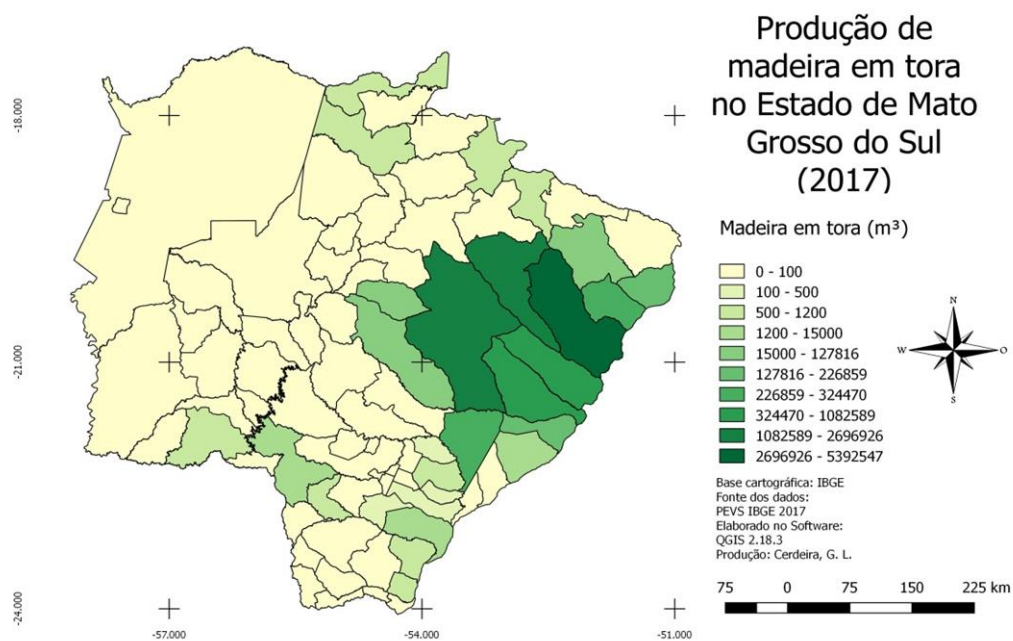 Produção de
madeira em tora
no Estado de Mato
Grosso do Sul
(2017)
Madeira em tora (m³)
0 - 100
100 - 500
500 - 1200
1200 - 15000
15000 - 127816
127816 - 226859
226859 - 324470
324470 - 1082589
1082589 - 2696926
2696926 - 5392547
N
W
O
S
Base cartográfica: IBGE
Fonte dos dados:
PEVS IBGE 2017
Elaborado no Software:
QGIS 2.18.3
Produção: Cerdeira, G. L.
75 0 75 150 225 km
-18.000
-21.000
-24.000
-57.000 -54.000 -51.000